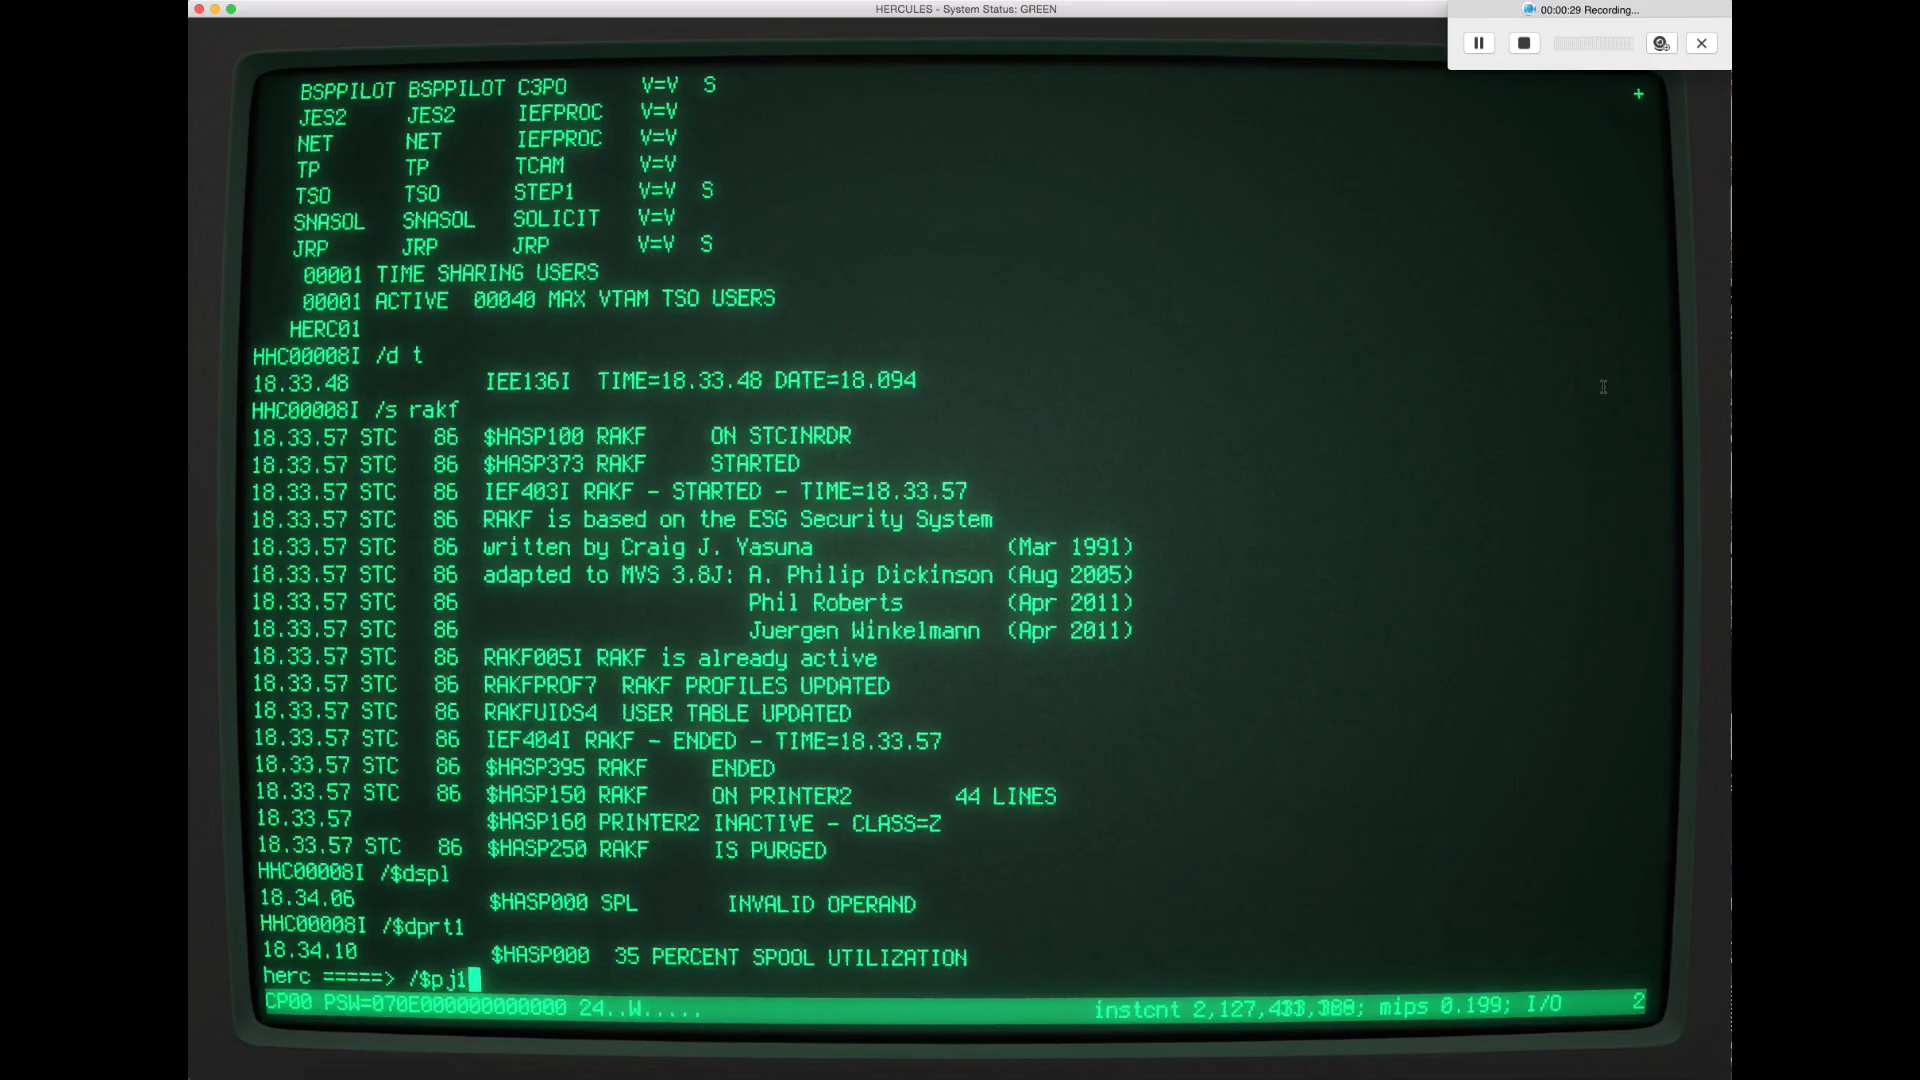 HERCULES - System Status: GREEN
00:00:29 Recording...
+
BSPPILOT BSPPILOT C3PO V=V S
JES2 JES2 IEFPROC V=V
NET NET IEFPROC V=V
TP TP TCAM V=V
TSO TSO STEP1 V=V S
SNASOL SNASOL SOLICIT V=V
JRP JRP JRP V=V S
00001 TIME SHARING USERS
00001 ACTIVE 00040 MAX VTAM TSO USERS
HERC01
HHC00008I /d t
18.33.48 IEE136I TIME=18.33.48 DATE=18.094
HHC00008I /s rakf
18.33.57 STC 86 $HASP100 RAKF ON STCINRDR
18.33.57 STC 86 $HASP373 RAKF STARTED
18.33.57 STC 86 IEF403I RAKF - STARTED - TIME=18.33.57
18.33.57 STC 86 RAKF is based on the ESG Security System
18.33.57 STC 86 written by Craig J. Yasuna (Mar 1991)
18.33.57 STC 86 adapted to MVS 3.8J: A. Philip Dickinson (Aug 2005)
18.33.57 STC 86 Phil Roberts (Apr 2011)
18.33.57 STC 86 Juergen Winkelmann (Apr 2011)
18.33.57 STC 86 RAKF005I RAKF is already active
18.33.57 STC 86 RAKFPROF7 RAKF PROFILES UPDATED
18.33.57 STC 86 RAKFUIDS4 USER TABLE UPDATED
18.33.57 STC 86 IEF404I RAKF - ENDED - TIME=18.33.57
18.33.57 STC 86 $HASP395 RAKF ENDED
18.33.57 STC 86 $HASP150 RAKF ON PRINTER2 44 LINES
18.33.57 $HASP160 PRINTER2 INACTIVE - CLASS=Z
18.33.57 STC 86 $HASP250 RAKF IS PURGED
HHC00008I /$dspl
18.34.06 $HASP000 SPL INVALID OPERAND
HHC00008I /$dprt1
18.34.10 $HASP000 35 PERCENT SPOOL UTILIZATION
herc =====> /$pj1
CP00 PSW=070E000000000000 24..W..... instcnt mips 0.199; I/O 2